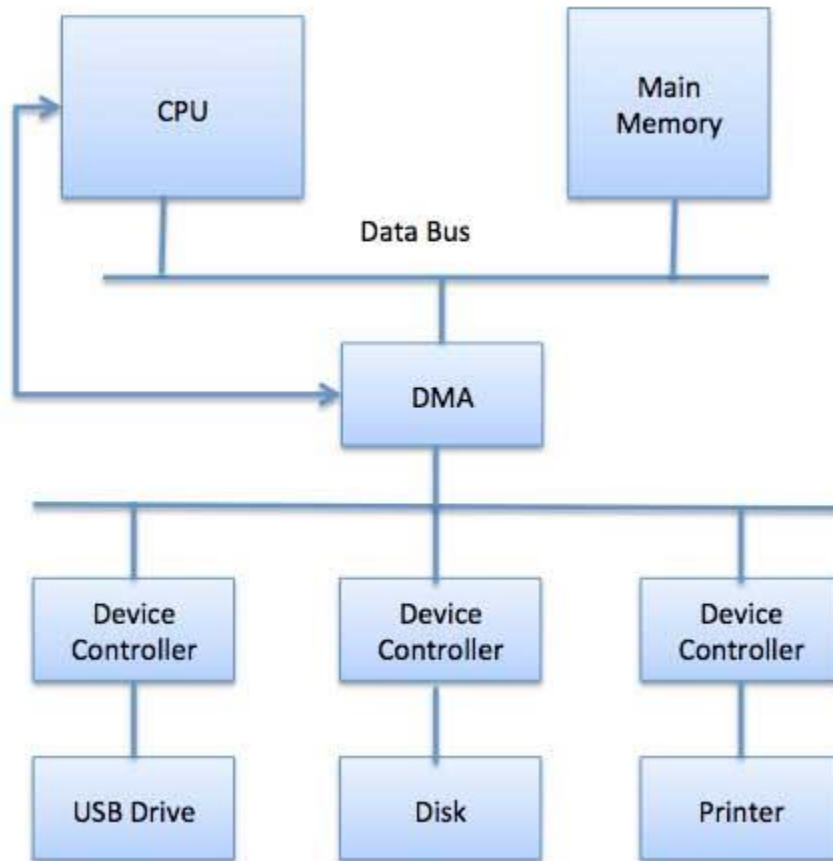 CPU
Main
Memory
Data Bus
DMA
Device
Controller
Device
Controller
Device
Controller
USB Drive
Disk
Printer